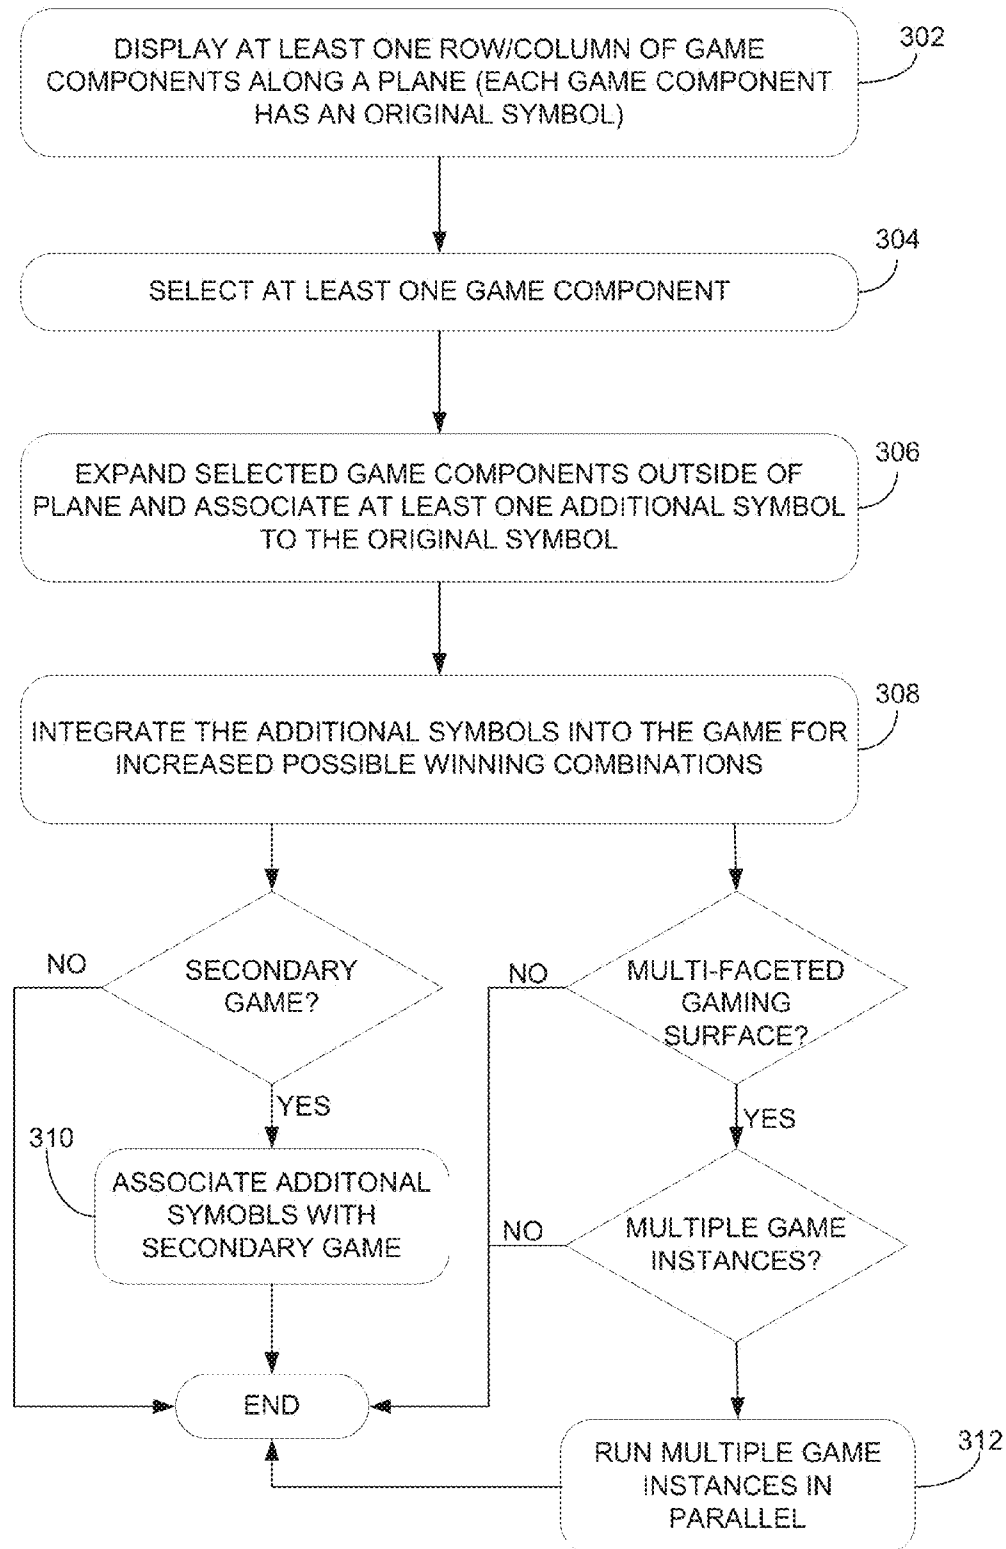 DISPLAY AT LEAST ONE ROW/COLUMN OF GAME
COMPONENTS ALONG A PLANE (EACH GAME COMPONENT
HAS AN ORIGINAL SYMBOL)
302
SELECT AT LEAST ONE GAME COMPONENT
304
EXPAND SELECTED GAME COMPONENTS OUTSIDE OF
PLANE AND ASSOCIATE AT LEAST ONE ADDITIONAL SYMBOL
TO THE ORIGINAL SYMBOL
306
INTEGRATE THE ADDITIONAL SYMBOLS INTO THE GAME FOR
INCREASED POSSIBLE WINNING COMBINATIONS
308
NO
SECONDARY
GAME?
YES
310
ASSOCIATE ADDITONAL
SYMOBLS WITH
SECONDARY GAME
NO
MULTI-FACETED
GAMING
SURFACE?
YES
NO
MULTIPLE GAME
INSTANCES?
END
RUN MULTIPLE GAME
INSTANCES IN
PARALLEL
312